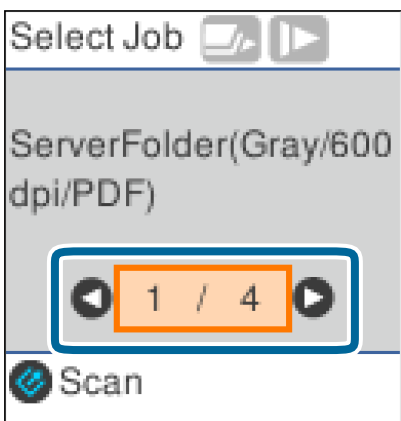 Select Job
ServerFolder(Gray/600
dpi/PDF)
1 / 4
Scan